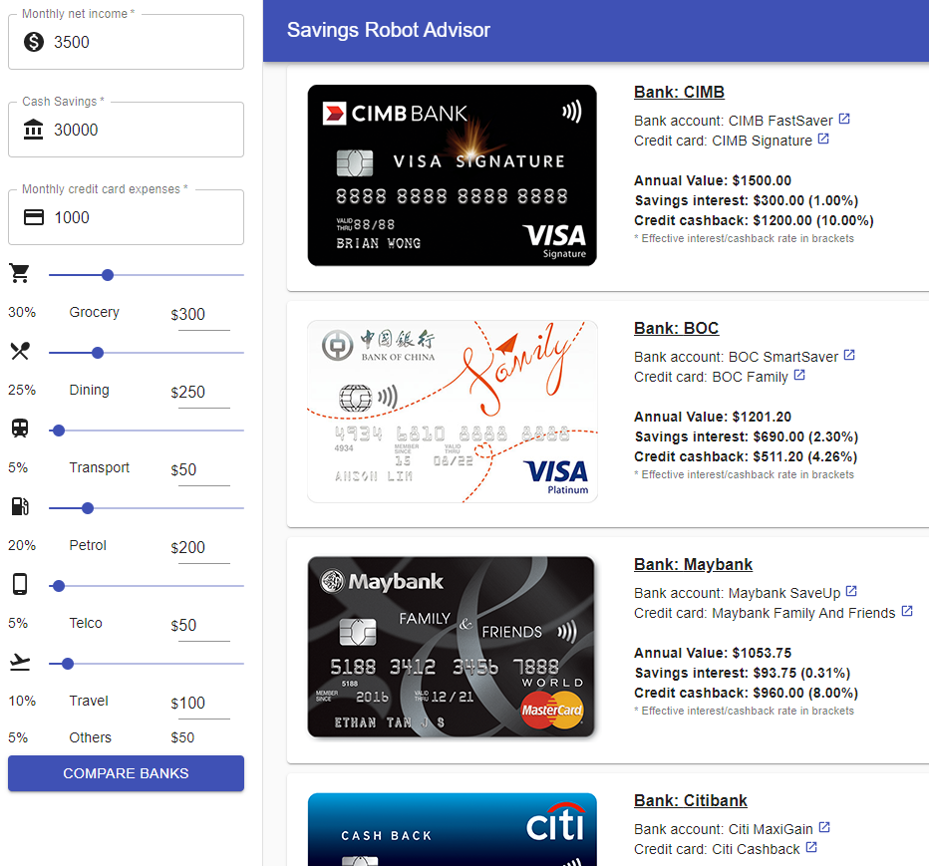 Monthly net income *
3500
Cash Savings *
30000
Monthly credit card expenses *
1000
30% Grocery $300
25% Dining $250
5% Transport $50
20% Petrol $200
5% Telco $50
10% Travel $100
5% Others $50
COMPARE BANKS
Savings Robot Advisor
CIMB BANK
VISA SIGNATURE
8888 8888 8888 8888
VALID THRU 88/88
BRIAN WONG
VISA
Signature
Bank: CIMB
Bank account: CIMB FastSaver
Credit card: CIMB Signature
Annual Value: $1500.00
Savings interest: $300.00 (1.00%)
Credit cashback: $1200.00 (10.00%)
* Effective interest/cashback rate in brackets
中国银行
BANK OF CHINA
Family
4934 6810 8888 8888
4934
MEMBER SINCE 15
VALID THRU 08/22
ANSON LIM
VISA
Platinum
Bank: BOC
Bank account: BOC SmartSaver
Credit card: BOC Family
Annual Value: $1201.20
Savings interest: $690.00 (2.30%)
Credit cashback: $511.20 (4.26%)
* Effective interest/cashback rate in brackets
Maybank
FAMILY & FRIENDS
5188 3412 3456 7888
5188
WORLD
MEMBER SINCE 2016
VALID THRU 12/21
MasterCard
ETHAN TAN J S
Bank: Maybank
Bank account: Maybank SaveUp
Credit card: Maybank Family And Friends
Annual Value: $1053.75
Savings interest: $93.75 (0.31%)
Credit cashback: $960.00 (8.00%)
* Effective interest/cashback rate in brackets
CASH BACK
citi
Bank: Citibank
Bank account: Citi MaxiGain
Credit card: Citi Cashback